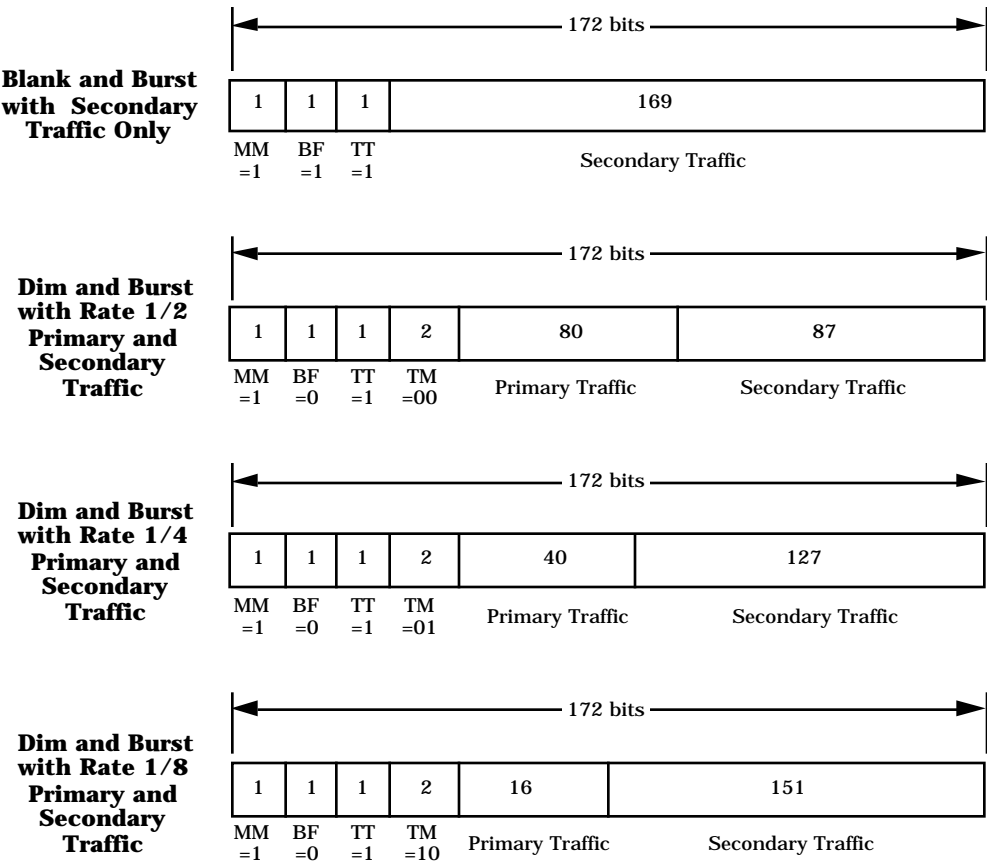 172 bits
Blank and Burst
with Secondary
Traffic Only
1 1 1 169
MM BF TT Secondary Traffic
=1 =1 =1
172 bits
Dim and Burst
with Rate 1/2
Primary and
Secondary
Traffic
1 1 1 2 80 87
MM BF TT TM Primary Traffic Secondary Traffic
=1 =0 =1 =00
172 bits
Dim and Burst
with Rate 1/4
Primary and
Secondary
Traffic
1 1 1 2 40 127
MM BF TT TM Primary Traffic Secondary Traffic
=1 =0 =1 =01
172 bits
Dim and Burst
with Rate 1/8
Primary and
Secondary
Traffic
1 1 1 2 16 151
MM BF TT TM Primary Traffic Secondary Traffic
=1 =0 =1 =10